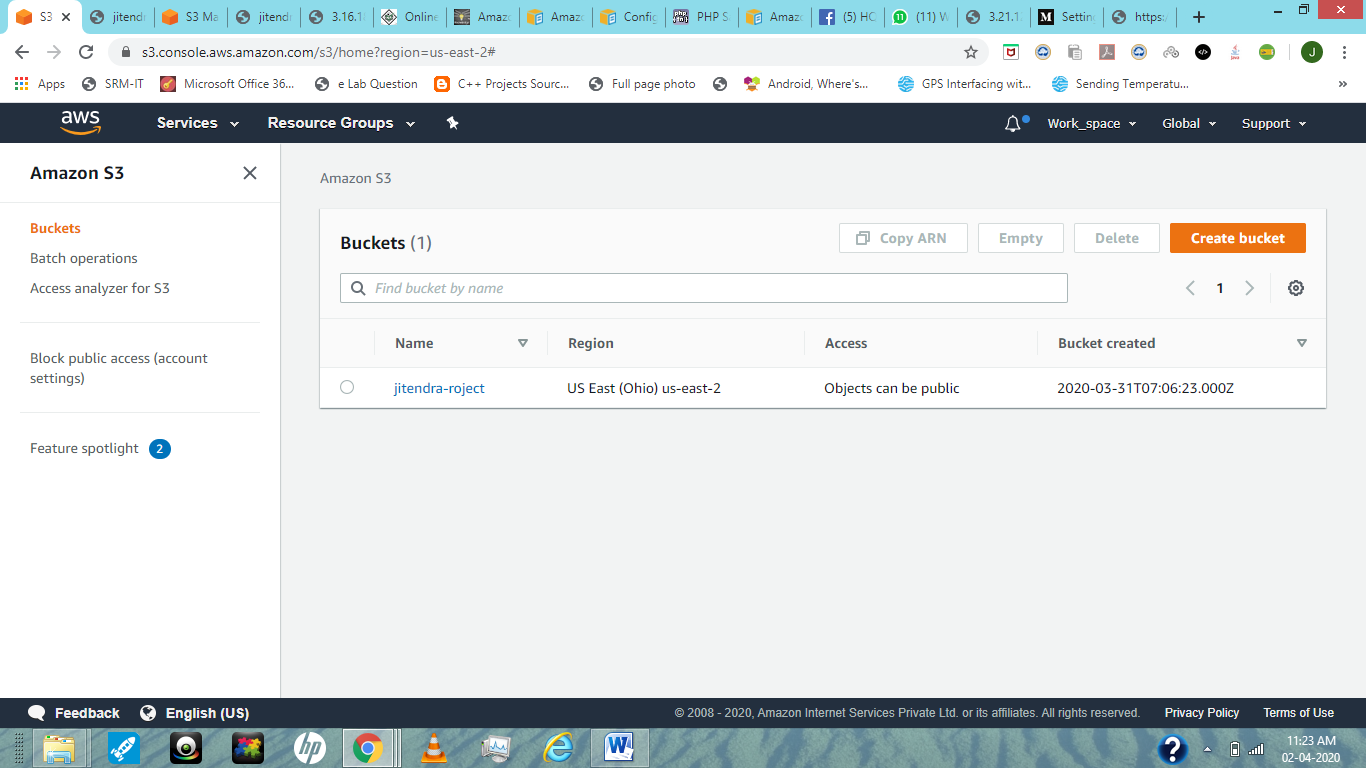 S3
jitendr
S3 Ma
jitendr
3.16.1
Online
Amazo
Amaz
Config
PHP S
Amaz
(5) HC
(11) W
3.21.1
Settin
https:/
s3.console.aws.amazon.com/s3/home?region=us-east-2#
J
Apps
SRM-IT
Microsoft Office 36...
e Lab Question
C++ Projects Sourc...
Full page photo
Android, Where's...
GPS Interfacing wit...
Sending Temperatu...
»
aws
Services
Resource Groups
Work_space
Global
Support
Amazon S3
Buckets
Batch operations
Access analyzer for S3
Block public access (account
settings)
Feature spotlight 2
Amazon S3
Buckets (1)
Copy ARN
Empty
Delete
Create bucket
Find bucket by name
1
Name Region Access Bucket created
jitendra-roject US East (Ohio) us-east-2 Objects can be public 2020-03-31T07:06:23.000Z
Feedback
English (US)
© 2008 - 2020, Amazon Internet Services Private Ltd. or its affiliates. All rights reserved.
Privacy Policy
Terms of Use
hp
11:23 AM
02-04-2020